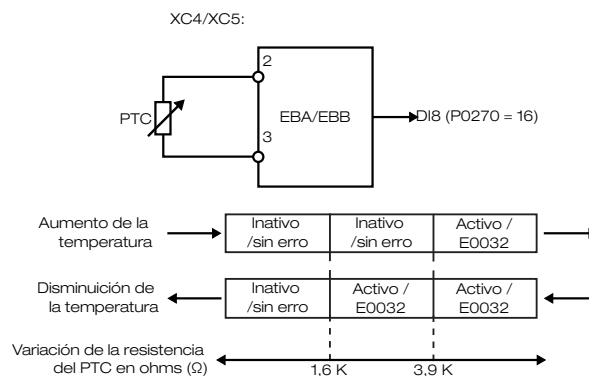 XC4/XC5:
2
PTC
EBA/EBB
DI8 (P0270 = 16)
3
Aumento de la
temperatura
Inativo
/sin erro
Inativo
/sin erro
Activo /
E0032
Disminuición de
la temperatura
Inativo
/sin erro
Activo /
E0032
Activo /
E0032
Variación de la resistencia
del PTC en ohms (Ω)
1,6 K
3,9 K